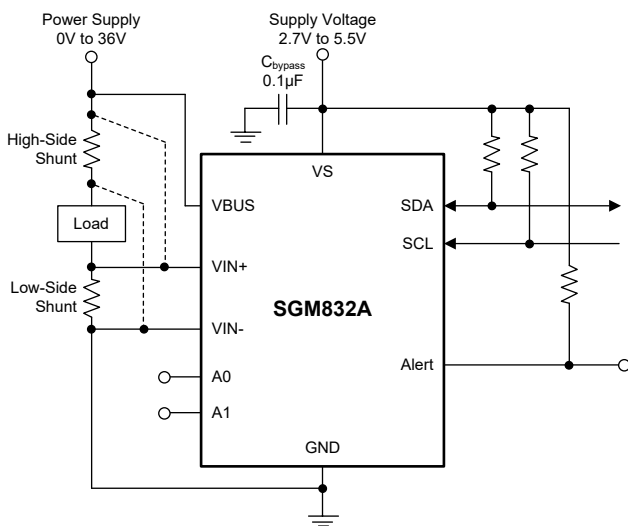 Power Supply
0V to 36V
Supply Voltage
2.7V to 5.5V
Cbypass
0.1µF
High-Side
Shunt
Load
Low-Side
Shunt
VS
VBUS
SDA
SCL
VIN+
SGM832A
VIN-
Alert
A0
A1
GND